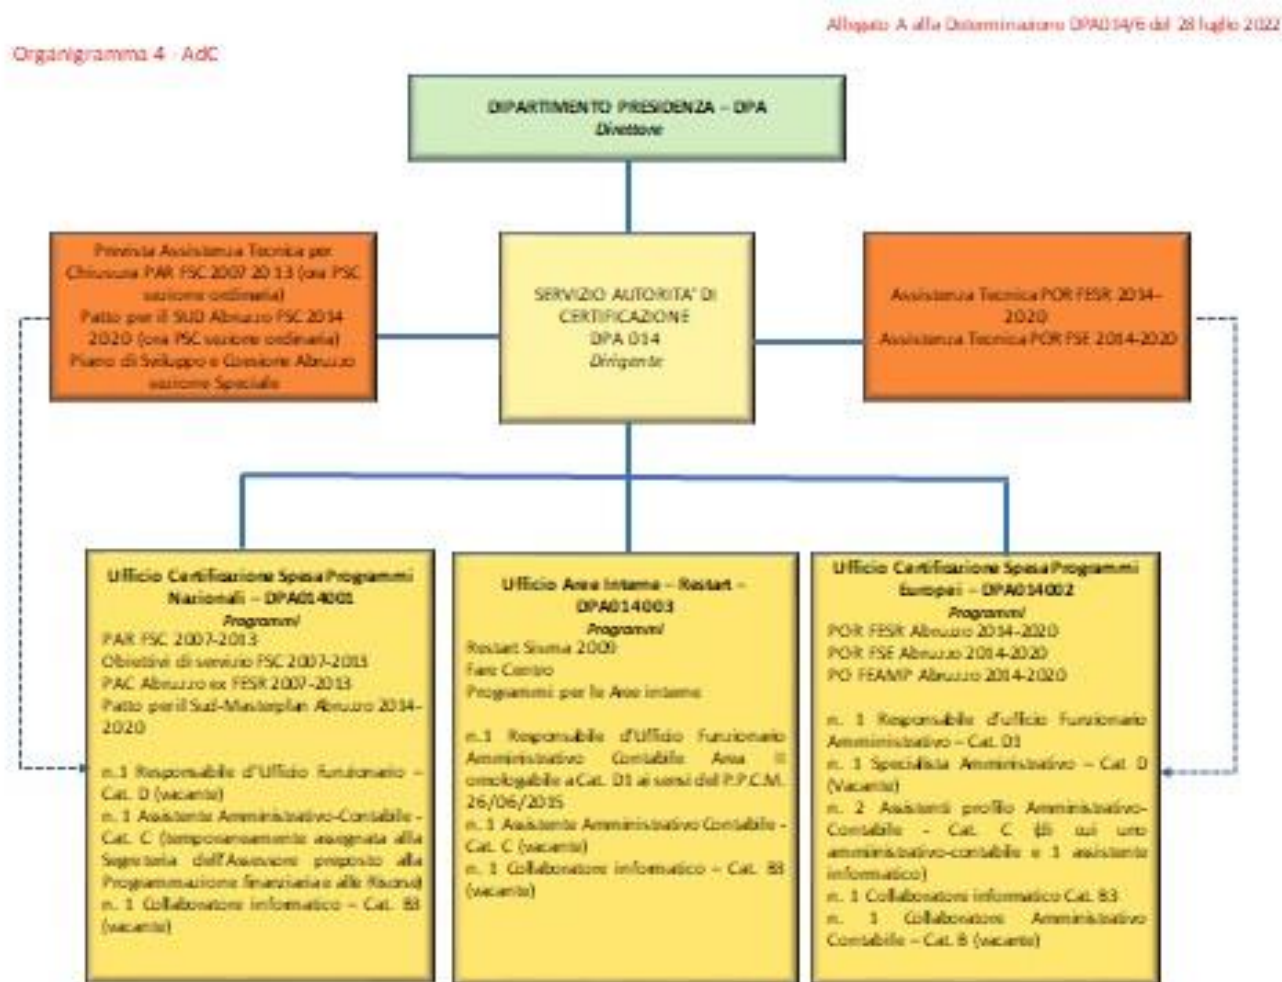 Allegato A alla Determinazione DPA014/6 del 28 luglio 2022
Organigramma 4 - AdC
DIPARTIMENTO PRESIDENZA – DPA
Direttore
Prevista Assistenza Tecnica per
Chiusura PAR FSC 2007 2013 (ora PSC
sezione ordinaria)
Patto per il SUD Abruzzo FSC 2014
2020 (ora PSC sezione ordinaria)
Piano di Sviluppo e Coesione Abruzzo
sezione Speciale
SERVIZIO AUTORITA' DI
CERTIFICAZIONE
DPA 014
Dirigente
Assistenza Tecnica POR FESR 2014-
2020
Assistenza Tecnica POR FSE 2014-2020
Ufficio Certificazione Spesa Programmi
Nazionali – DPA014001
Programmi
PAR FSC 2007-2013
Obiettivi di servizio FSC 2007-2013
PAC Abruzzo ex FESR 2007-2013
Patto per il Sud-Masterplan Abruzzo 2014-
2020
n.1 Responsabile d'Ufficio Funzionario –
Cat. D (vacante)
n. 1 Assistente Amministrativo-Contabile -
Cat. C (temporaneamente assegnata alla
Segreteria dell'Assessore preposto alla
Programmazione finanziaria e alle Risorse)
n. 1 Collaboratore informatico – Cat. B3
(vacante)
Ufficio Aree Interne – Restart –
DPA014003
Programmi
Restart Sisma 2009
Fare Centro
Programmi per le Aree interne
n.1 Responsabile d'Ufficio Funzionario
Amministrativo Contabile Area II
omologabile a Cat. D1 ai sensi del P.P.C.M.
26/06/2015
n. 1 Assistente Amministrativo Contabile -
Cat. C (vacante)
n. 1 Collaboratore informatico – Cat. B3
(vacante)
Ufficio Certificazione Spesa Programmi
Europei – DPA014002
Programmi
POR FESR Abruzzo 2014-2020
POR FSE Abruzzo 2014-2020
PO FEAMP Abruzzo 2014-2020
n. 1 Responsabile d'ufficio Funzionario
Amministrativo – Cat. D1
n. 1 Specialista Amministrativo – Cat D
(Vacante)
n. 2 Assistenti profilo Amministrativo-
Contabile - Cat. C (di cui uno
amministrativo-contabile e 1 assistente
informatico)
n. 1 Collaboratore informatico Cat. B3
n. 1 Collaboratore Amministrativo
Contabile – Cat. B (vacante)